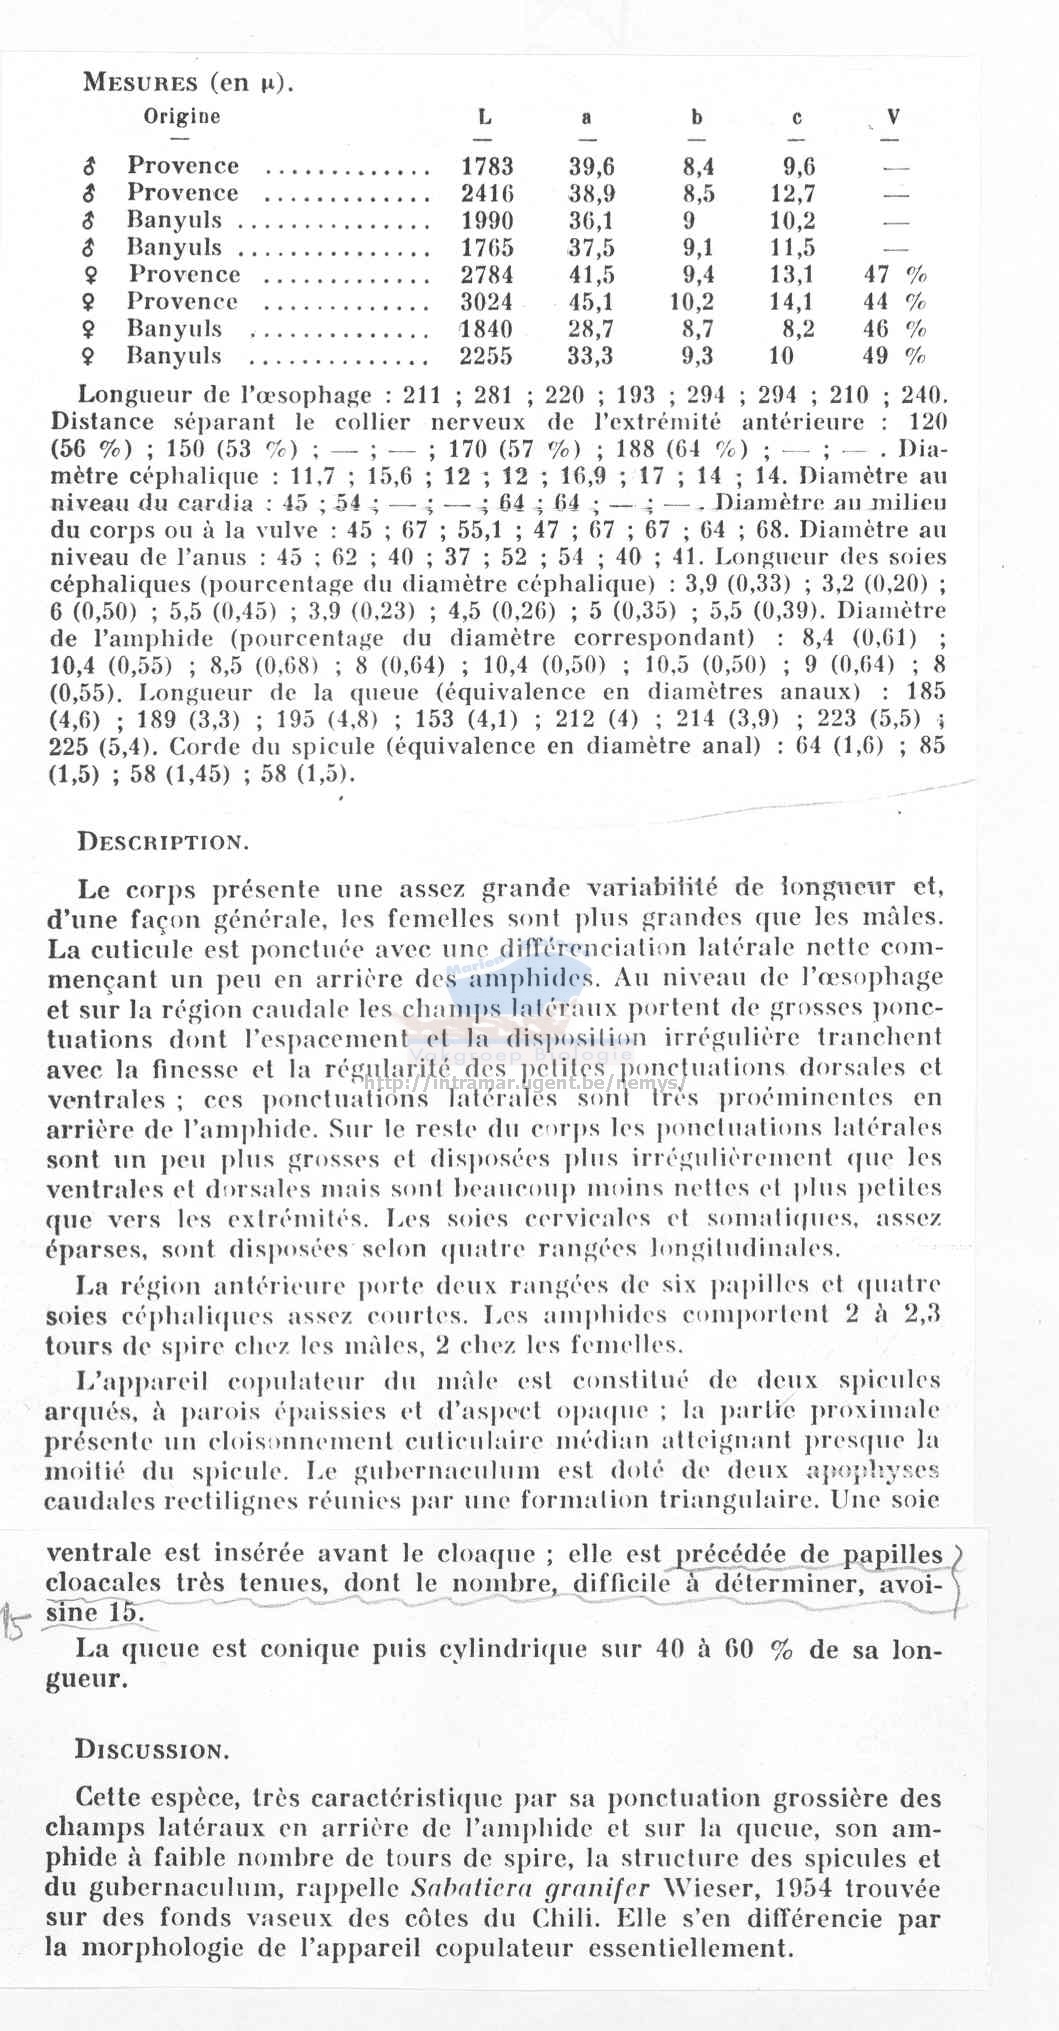 MESURES (en µ).
Origine L a b c V
♂ Provence ............. 1783 39,6 8,4 9,6 —
♂ Provence ............. 2416 38,9 8,5 12,7 —
♂ Banyuls ............... 1990 36,1 9 10,2 —
♂ Banyuls ............... 1765 37,5 9,1 11,5 —
♀ Provence ............. 2784 41,5 9,4 13,1 47 %
♀ Provence ............. 3024 45,1 10,2 14,1 44 %
♀ Banyuls .............. 1840 28,7 8,7 8,2 46 %
♀ Banyuls .............. 2255 33,3 9,3 10 49 %
Longueur de l'œsophage : 211 ; 281 ; 220 ; 193 ; 294 ; 294 ; 210 ; 240.
Distance séparant le collier nerveux de l'extrémité antérieure : 120
(56 %) ; 150 (53 %) ; — ; — ; 170 (57 %) ; 188 (64 %) ; — ; — . Dia-
mètre céphalique : 11,7 ; 15,6 ; 12 ; 12 ; 16,9 ; 17 ; 14 ; 14. Diamètre au
niveau du cardia : 45 ; 54 ; — ; — ; 64 ; 64 ; — ; — . Diamètre au milieu
du corps ou à la vulve : 45 ; 67 ; 55,1 ; 47 ; 67 ; 67 ; 64 ; 68. Diamètre au
niveau de l'anus : 45 ; 62 ; 40 ; 37 ; 52 ; 54 ; 40 ; 41. Longueur des soies
céphaliques (pourcentage du diamètre céphalique) : 3,9 (0,33) ; 3,2 (0,20) ;
6 (0,50) ; 5,5 (0,45) ; 3,9 (0,23) ; 4,5 (0,26) ; 5 (0,35) ; 5,5 (0,39). Diamètre
de l'amphide (pourcentage du diamètre correspondant) : 8,4 (0,61) ;
10,4 (0,55) ; 8,5 (0,68) ; 8 (0,64) ; 10,4 (0,50) ; 10,5 (0,50) ; 9 (0,64) ; 8
(0,55). Longueur de la queue (équivalence en diamètres anaux) : 185
(4,6) ; 189 (3,3) ; 195 (4,8) ; 153 (4,1) ; 212 (4) ; 214 (3,9) ; 223 (5,5) ;
225 (5,4). Corde du spicule (équivalence en diamètre anal) : 64 (1,6) ; 85
(1,5) ; 58 (1,45) ; 58 (1,5).
DESCRIPTION.
Le corps présente une assez grande variabilité de longueur et,
d'une façon générale, les femelles sont plus grandes que les mâles.
La cuticule est ponctuée avec une différenciation latérale nette com-
mençant un peu en arrière des amphides. Au niveau de l'œsophage
et sur la région caudale les champs latéraux portent de grosses ponc-
tuations dont l'espacement et la disposition irrégulière tranchent
Vakgroep Biologie
avec la finesse et la régularité des petites ponctuations dorsales et
http://intramar.ugent.be/nemys/
ventrales ; ces ponctuations latérales sont très proéminentes en
arrière de l'amphide. Sur le reste du corps les ponctuations latérales
sont un peu plus grosses et disposées plus irrégulièrement que les
ventrales et dorsales mais sont beaucoup moins nettes et plus petites
que vers les extrémités. Les soies cervicales et somatiques, assez
éparses, sont disposées selon quatre rangées longitudinales.
La région antérieure porte deux rangées de six papilles et quatre
soies céphaliques assez courtes. Les amphides comportent 2 à 2,3
tours de spire chez les mâles, 2 chez les femelles.
L'appareil copulateur du mâle est constitué de deux spicules
arqués, à parois épaissies et d'aspect opaque ; la partie proximale
présente un cloisonnement cuticulaire médian atteignant presque la
moitié du spicule. Le gubernaculum est doté de deux apophyses
caudales rectilignes réunies par une formation triangulaire. Une soie
ventrale est insérée avant le cloaque ; elle est précédée de papilles
cloacales très tenues, dont le nombre, difficile à déterminer, avoi-
15 sine 15.
La queue est conique puis cylindrique sur 40 à 60 % de sa lon-
gueur.
DISCUSSION.
Cette espèce, très caractéristique par sa ponctuation grossière des
champs latéraux en arrière de l'amphide et sur la queue, son am-
phide à faible nombre de tours de spire, la structure des spicules et
du gubernaculum, rappelle Sabatiera granifer Wieser, 1954 trouvée
sur des fonds vaseux des côtes du Chili. Elle s'en différencie par
la morphologie de l'appareil copulateur essentiellement.